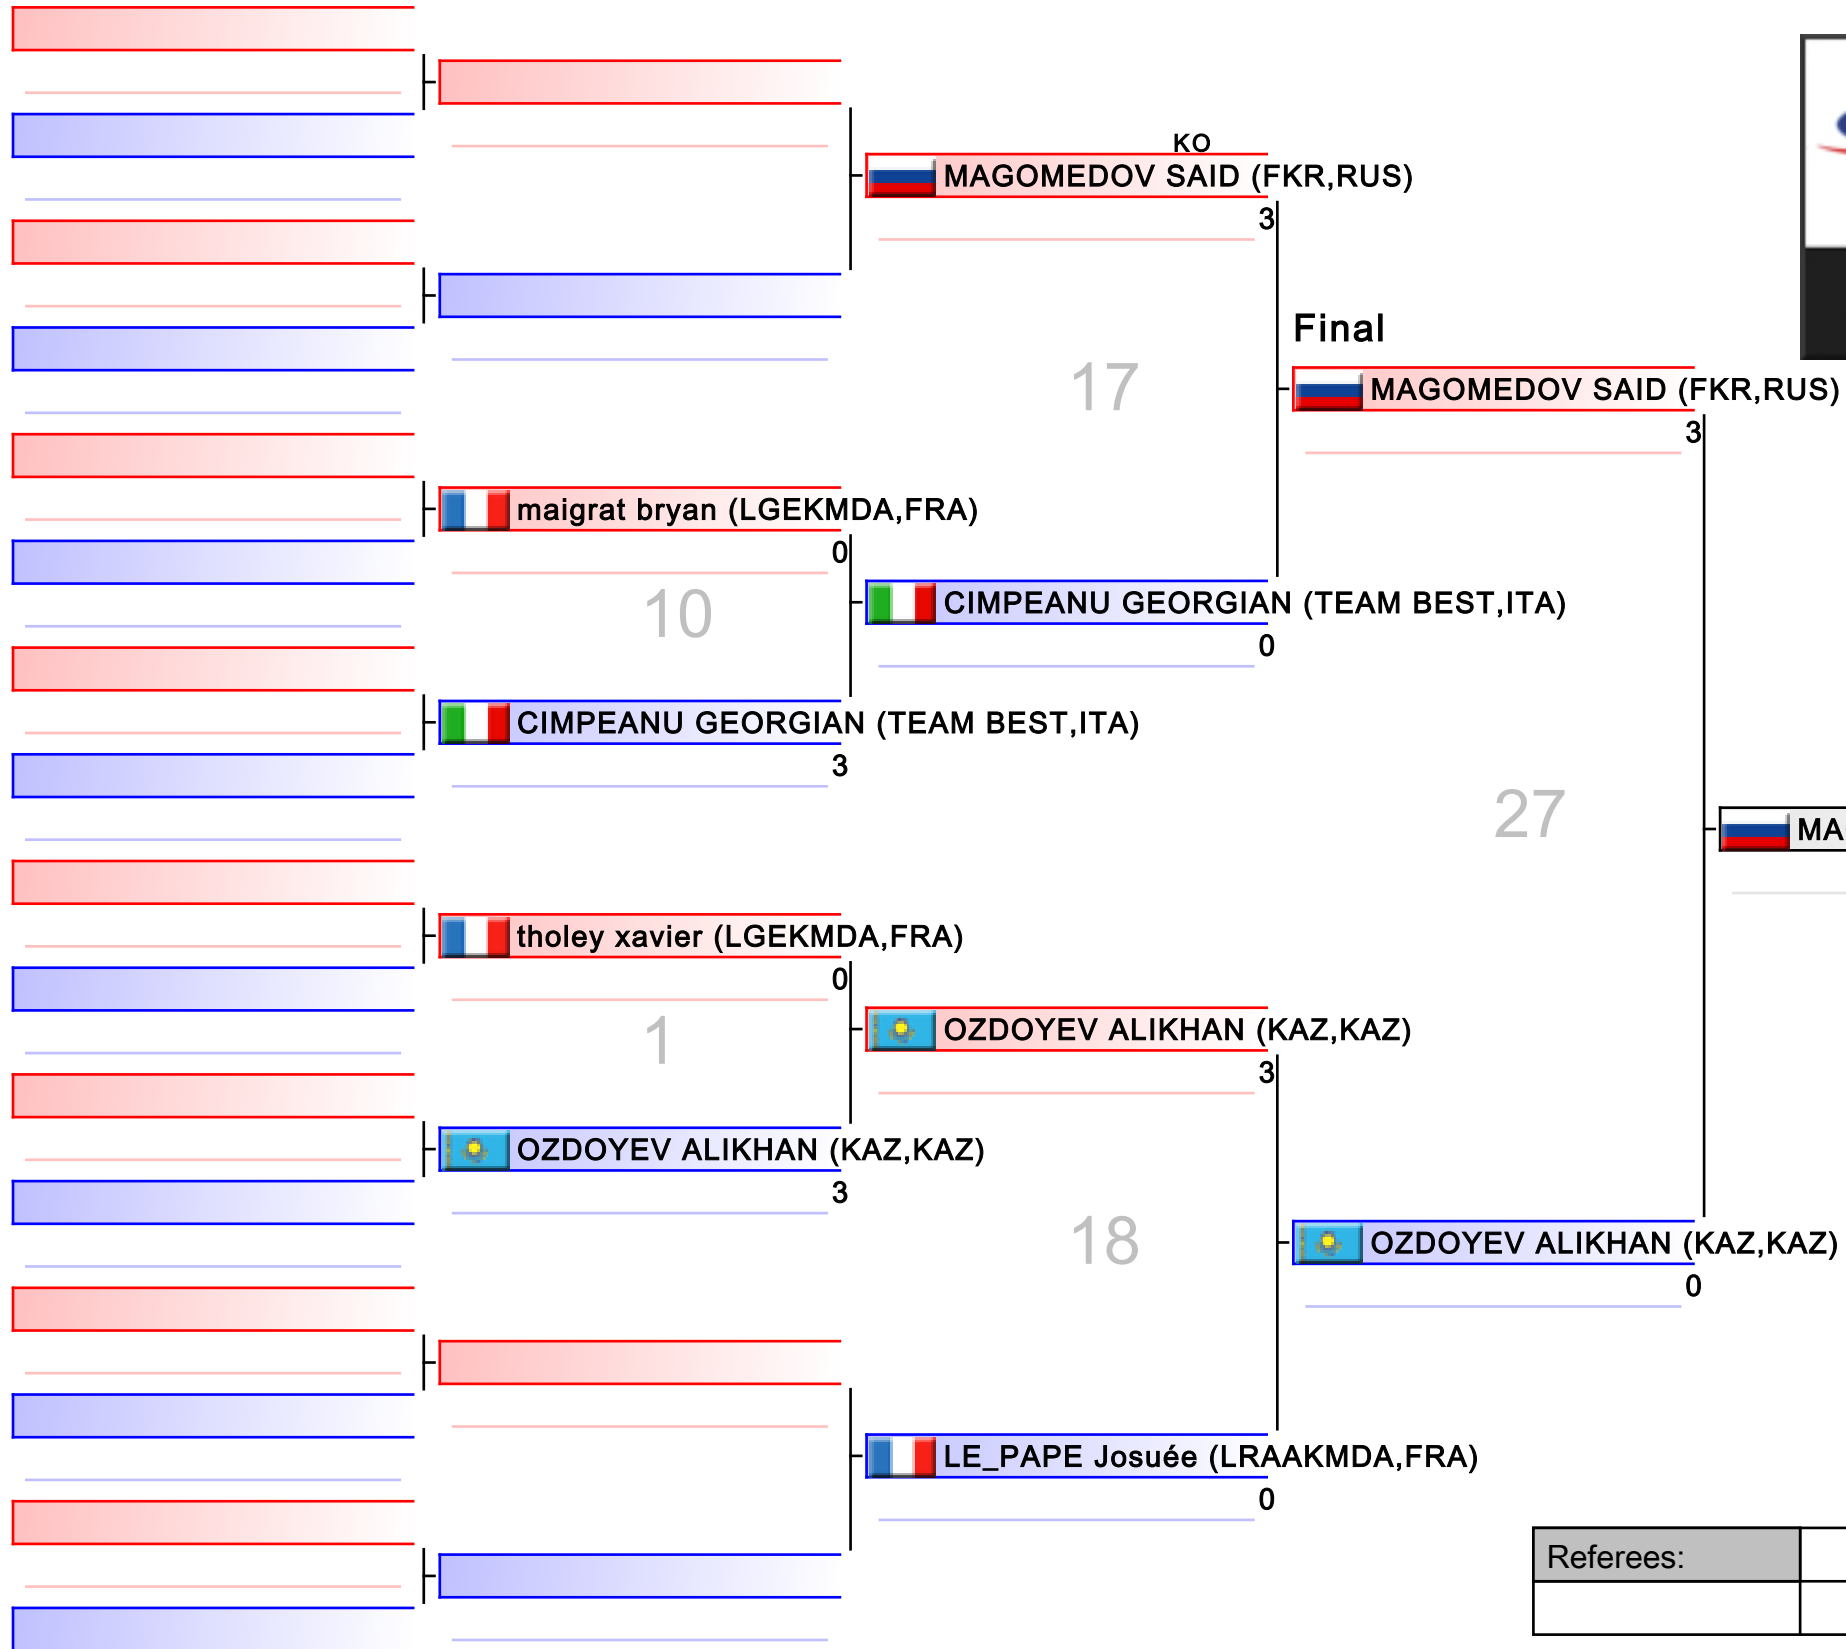 KO
MAGOMEDOV SAID (FKR,RUS)
3
Final
17
MAGOMEDOV SAID (FKR,RUS)
3
maigrat bryan (LGEKMDA,FRA)
0
10
CIMPEANU GEORGIAN (TEAM BEST,ITA)
0
CIMPEANU GEORGIAN (TEAM BEST,ITA)
3
27
MA
tholey xavier (LGEKMDA,FRA)
0
1
OZDOYEV ALIKHAN (KAZ,KAZ)
3
OZDOYEV ALIKHAN (KAZ,KAZ)
3
18
OZDOYEV ALIKHAN (KAZ,KAZ)
0
LE_PAPE Josuée (LRAAKMDA,FRA)
0
Referees: